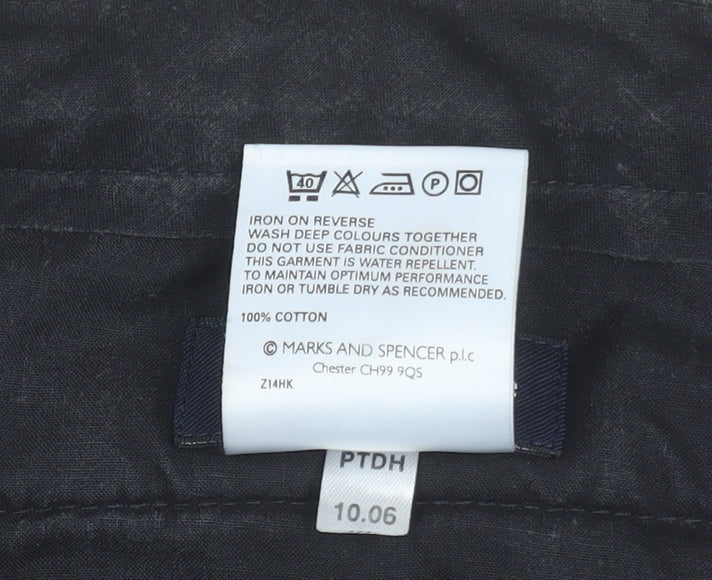 40
P
IRON ON REVERSE
WASH DEEP COLOURS TOGETHER
DO NOT USE FABRIC CONDITIONER
THIS GARMENT IS WATER REPELLENT.
TO MAINTAIN OPTIMUM PERFORMANCE
IRON OR TUMBLE DRY AS RECOMMENDED.
100% COTTON
© MARKS AND SPENCER p.l.c
Chester CH99 9QS
Z14HK
PTDH
10.06